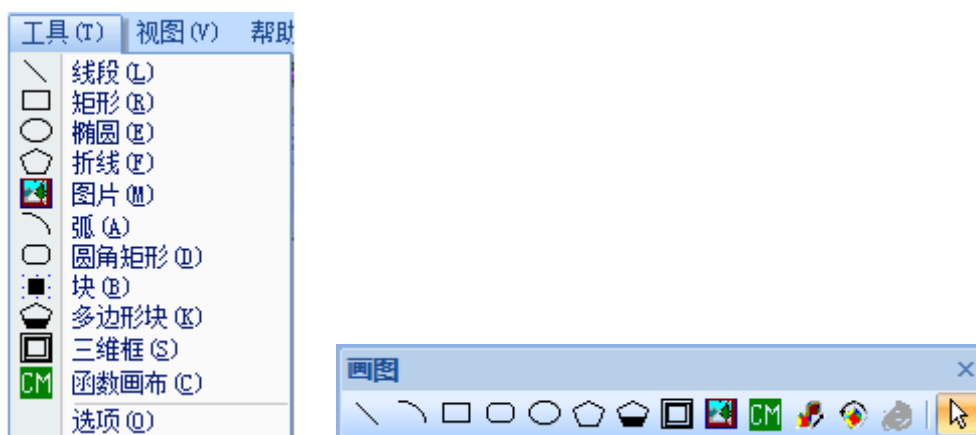 工具(T) 视图(V) 帮助
线段(L)
矩形(R)
椭圆(E)
折线(F)
图片(M)
弧(A)
圆角矩形(D)
块(B)
多边形块(K)
三维框(S)
CM 函数画布(C)
选项(O)
画图
CM